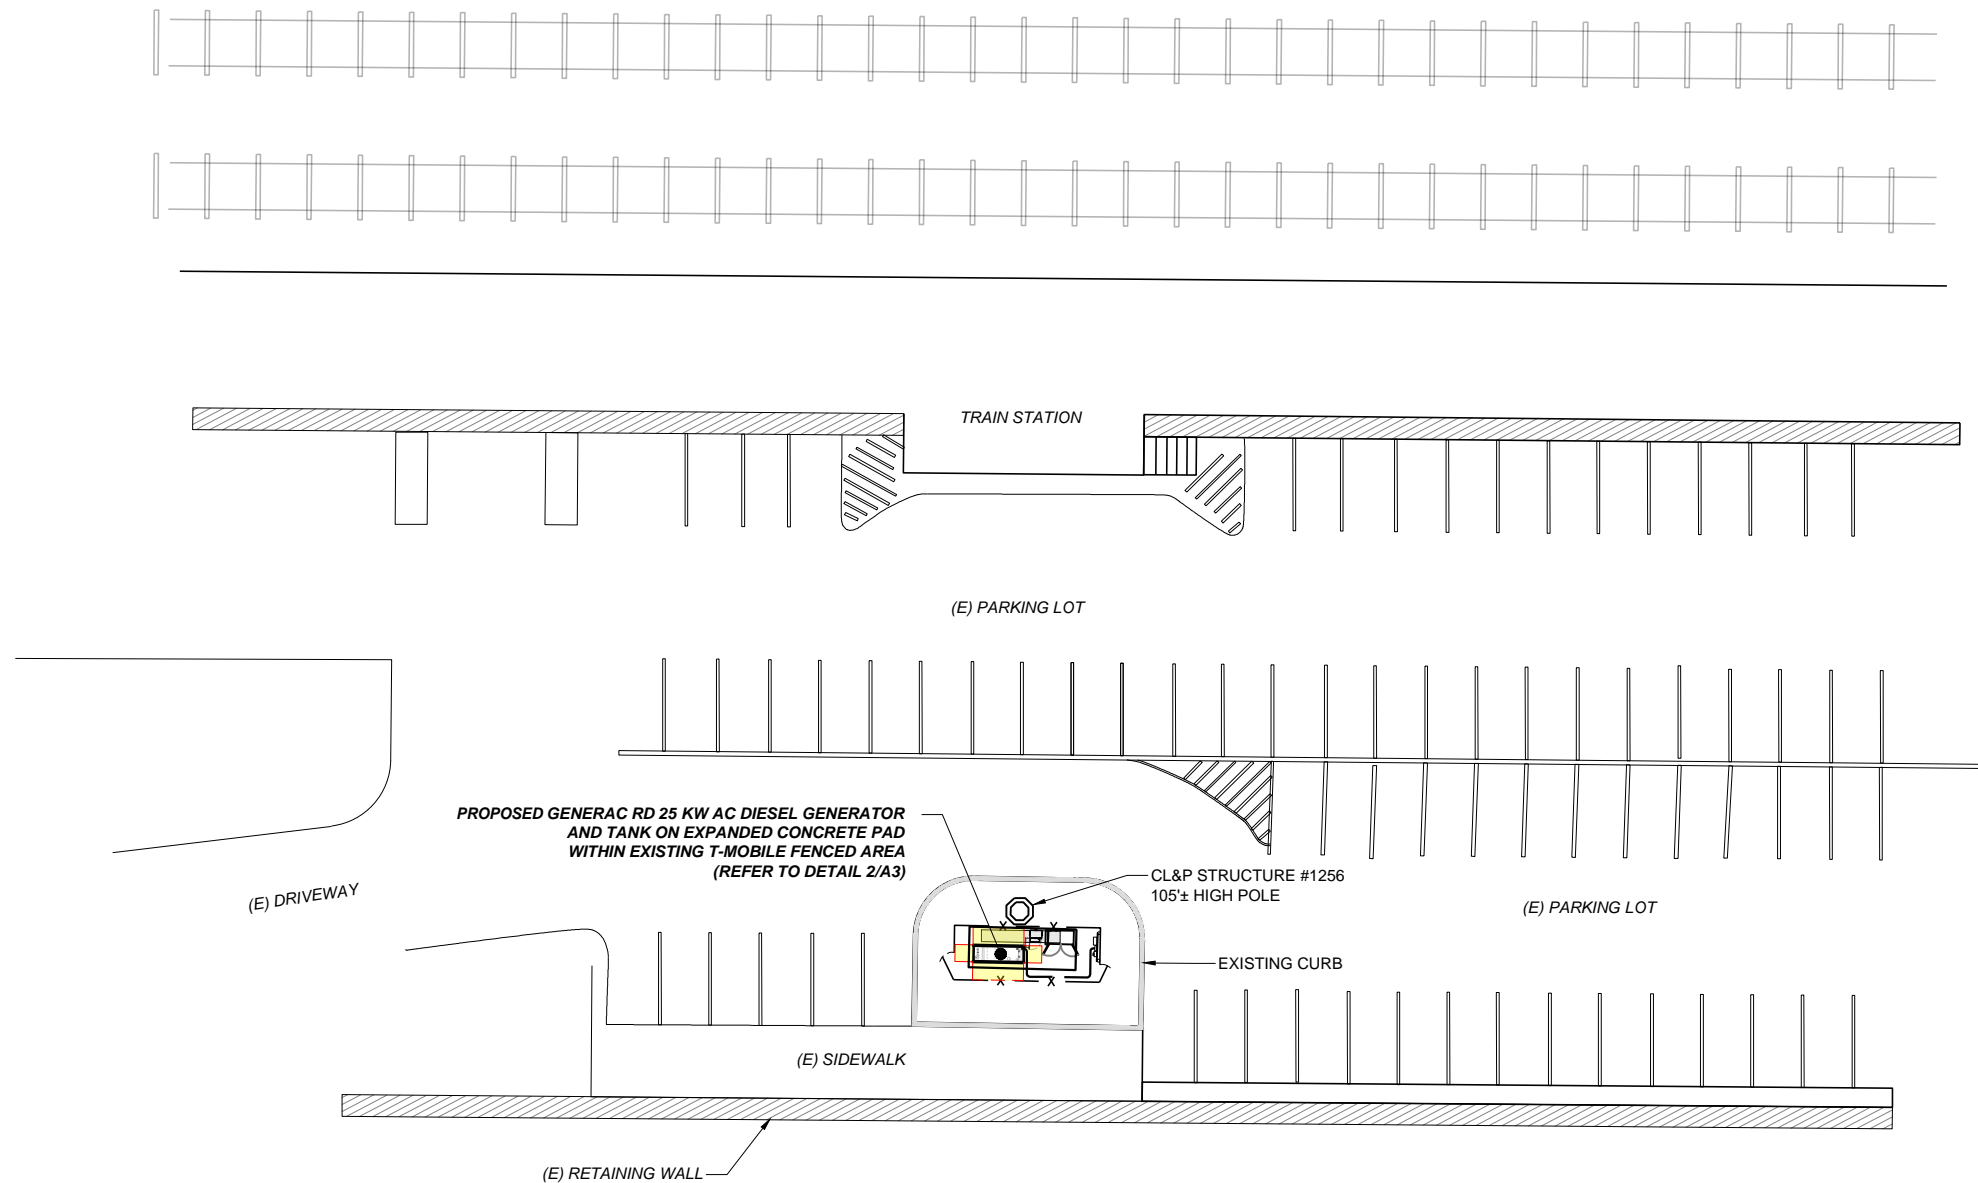 TRAIN STATION
(E) PARKING LOT
PROPOSED GENERAC RD 25 KW AC DIESEL GENERATOR
AND TANK ON EXPANDED CONCRETE PAD
WITHIN EXISTING T-MOBILE FENCED AREA
(REFER TO DETAIL 2/A3)
CL&P STRUCTURE #1256
105'± HIGH POLE
(E) DRIVEWAY
(E) PARKING LOT
EXISTING CURB
(E) SIDEWALK
(E) RETAINING WALL